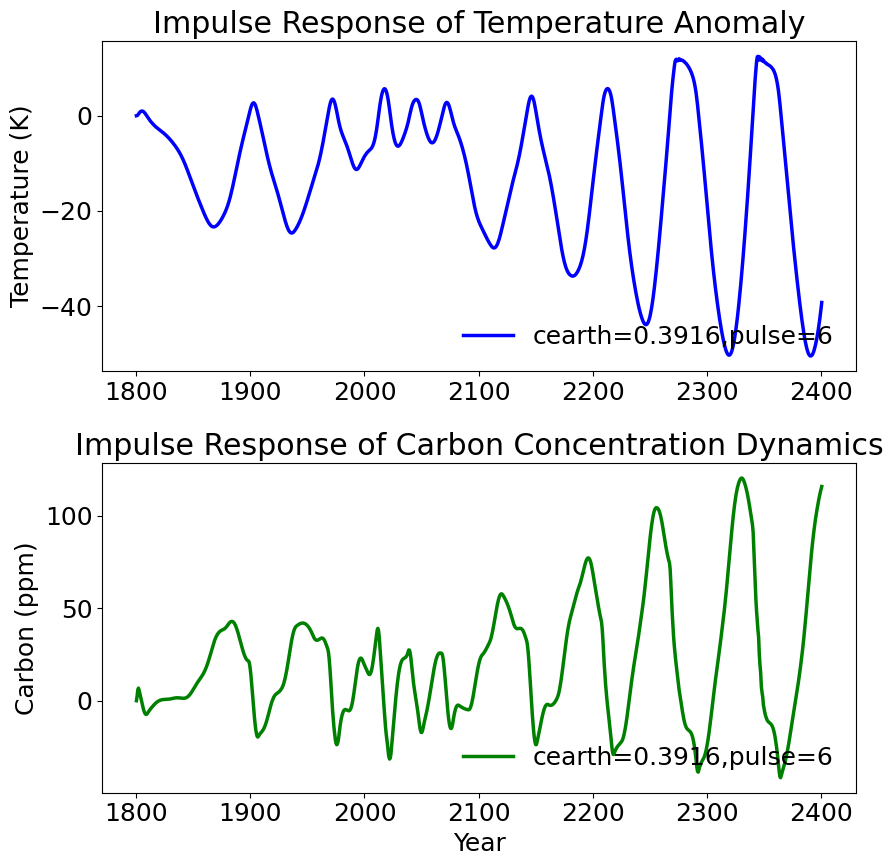 Impulse Response of Temperature Anomaly
Temperature (K)
0
−20
−40
cearth=0.3916,pulse=6
1800 1900 2000 2100 2200 2300 2400
Impulse Response of Carbon Concentration Dynamics
Carbon (ppm)
100
50
0
cearth=0.3916,pulse=6
1800 1900 2000 2100 2200 2300 2400
Year